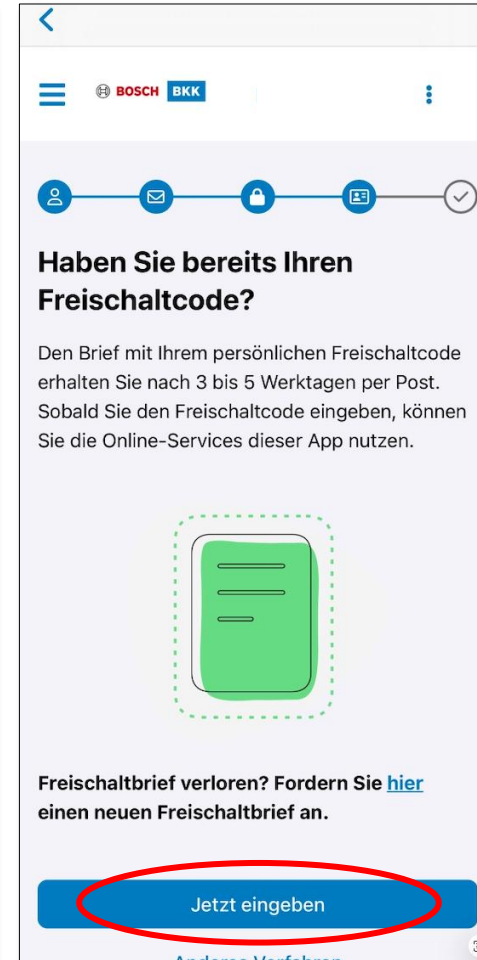 BOSCH BKK
Haben Sie bereits Ihren
Freischaltcode?
Den Brief mit Ihrem persönlichen Freischaltcode
erhalten Sie nach 3 bis 5 Werktagen per Post.
Sobald Sie den Freischaltcode eingeben, können
Sie die Online-Services dieser App nutzen.
Freischaltbrief verloren? Fordern Sie hier
einen neuen Freischaltbrief an.
Jetzt eingeben
Anderes Verfahren